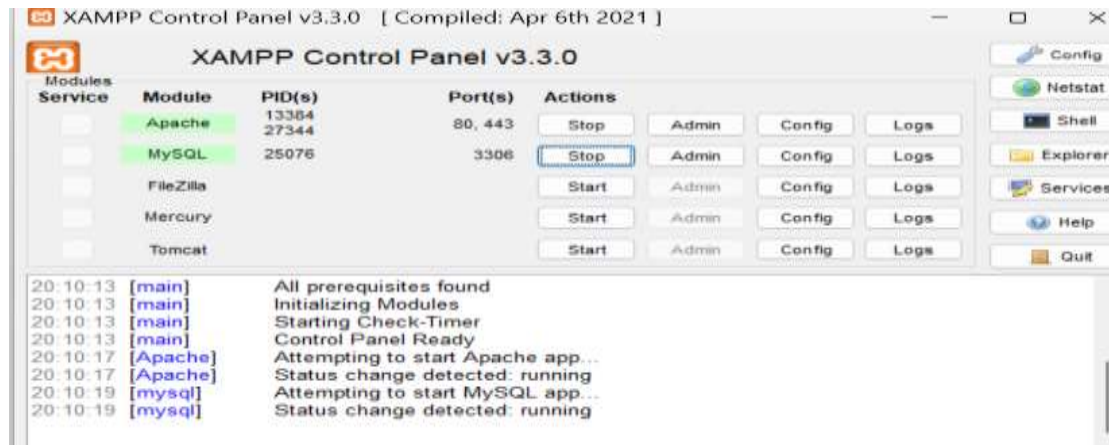 XAMPP Control Panel v3.3.0 [ Compiled: Apr 6th 2021 ]
XAMPP Control Panel v3.3.0
Config
Modules
Service Module PID(s) Port(s) Actions
Netstat
Apache 13384 27344 80, 443 Stop Admin Config Logs
Shell
MySQL 25076 3306 Stop Admin Config Logs
Explorer
FileZilla Start Admin Config Logs
Services
Mercury Start Admin Config Logs
Help
Tomcat Start Admin Config Logs
Quit
20:10:13 [main] All prerequisites found
20:10:13 [main] Initializing Modules
20:10:13 [main] Starting Check-Timer
20:10:13 [main] Control Panel Ready
20:10:17 [Apache] Attempting to start Apache app...
20:10:17 [Apache] Status change detected: running
20:10:19 [mysql] Attempting to start MySQL app...
20:10:19 [mysql] Status change detected: running